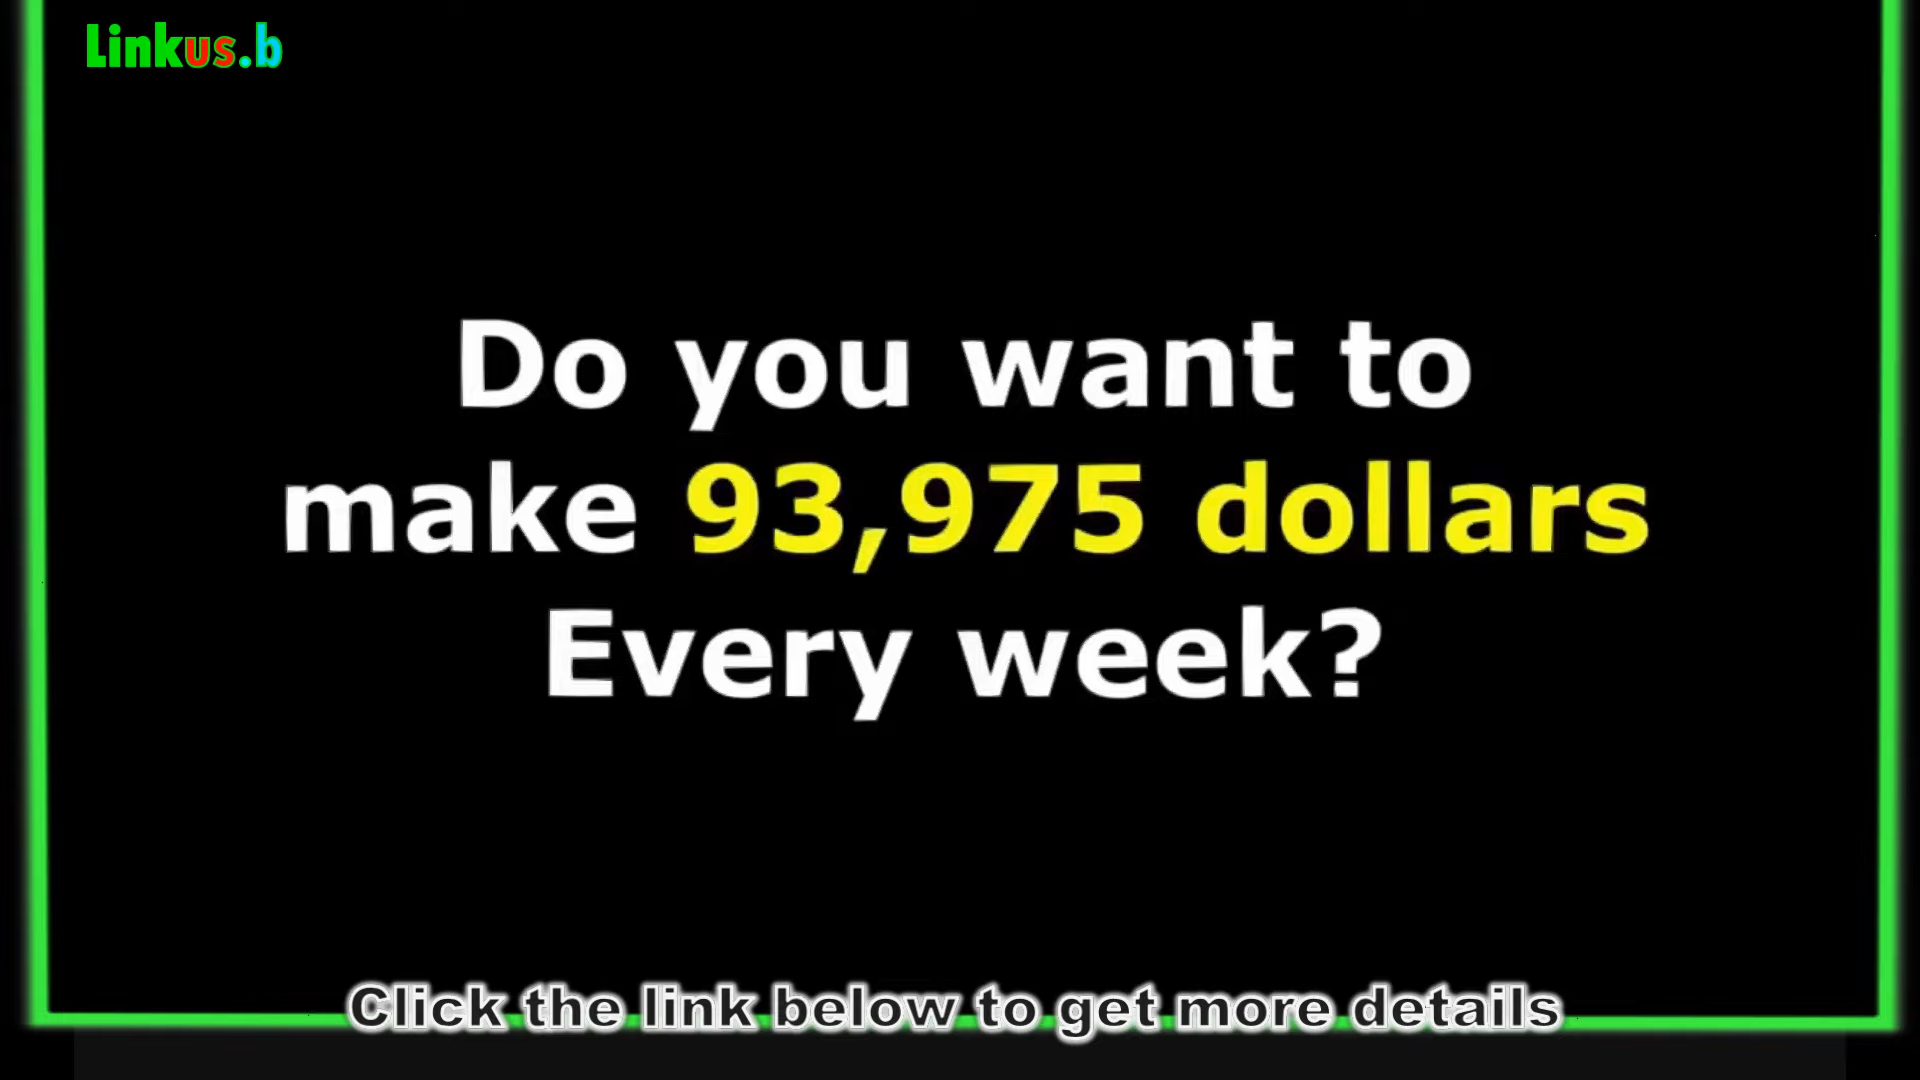 Linkus.b
Do you want to
make 93,975 dollars
Every week?
Click the link below to get more details